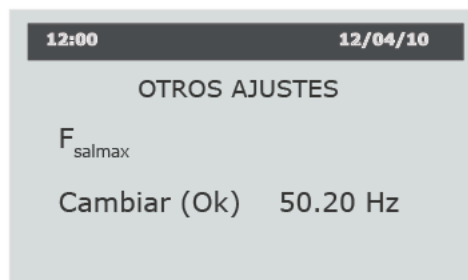 12:00 12/04/10
OTROS AJUSTES
Fsalmax
Cambiar (Ok) 50.20 Hz